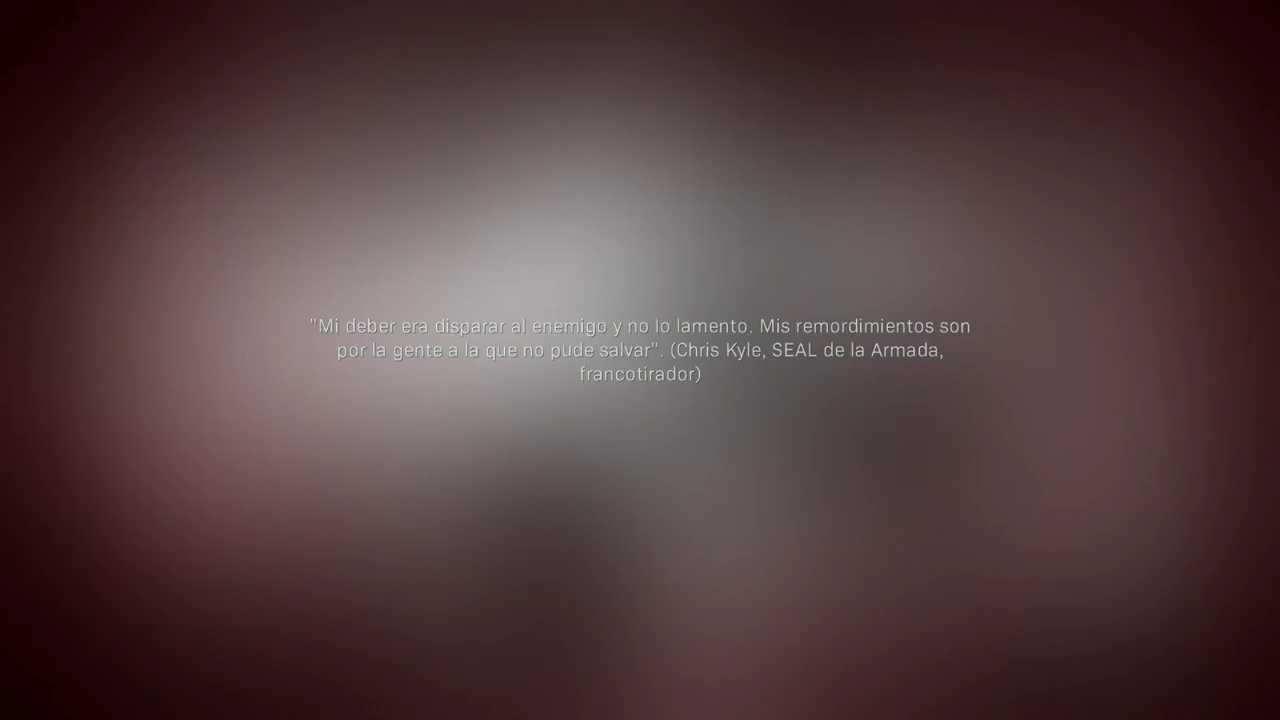 "Mi deber era disparar al enemigo y no lo lamento. Mis remordimientos son
por la gente a la que no pude salvar". (Chris Kyle, SEAL de la Armada,
francotirador)